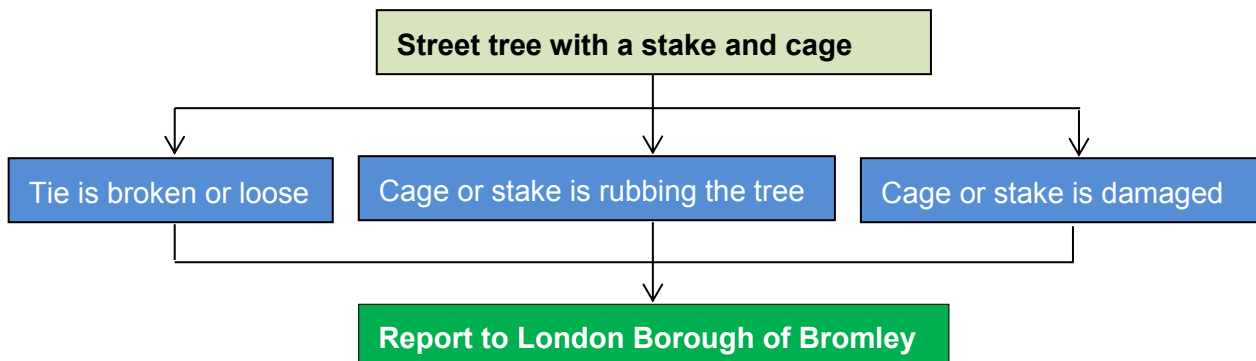 Street tree with a stake and cage
Tie is broken or loose
Cage or stake is rubbing the tree
Cage or stake is damaged
Report to London Borough of Bromley